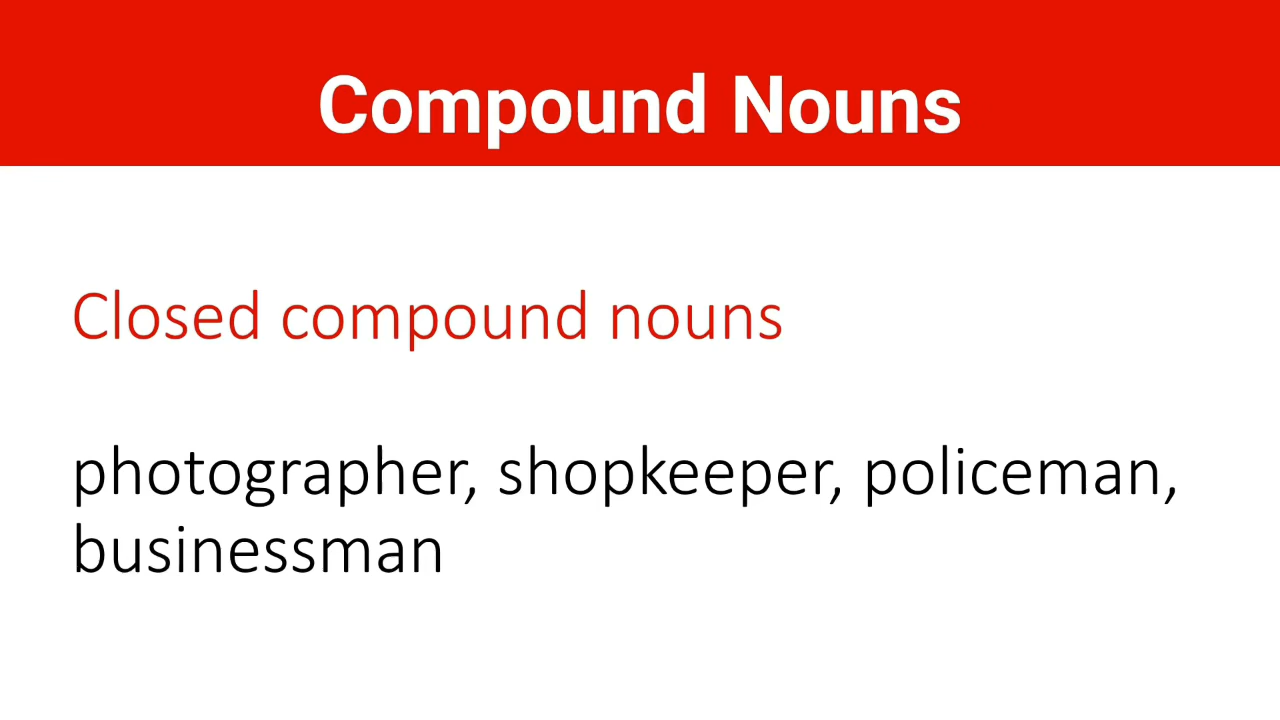 Compound Nouns
Closed compound nouns
photographer, shopkeeper, policeman,
businessman